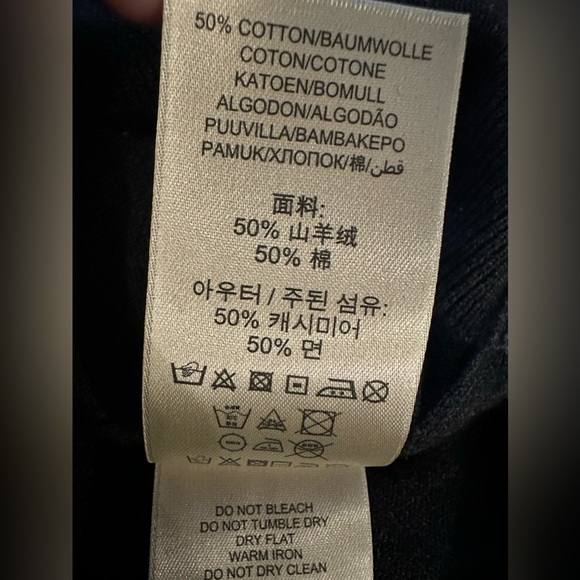 50% COTTON/BAUMWOLLE
COTON/COTONE
KATOEN/BOMULL
ALGODON/ALGODÃO
PUUVILLA/BAMBAKEPO
PAMUK/ХЛОПОК/棉/قطن
面料:
50% 山羊绒
50% 棉
아우터 / 주된 섬유:
50% 캐시미어
50% 면
DO NOT BLEACH
DO NOT TUMBLE DRY
DRY FLAT
WARM IRON
DO NOT DRY CLEAN